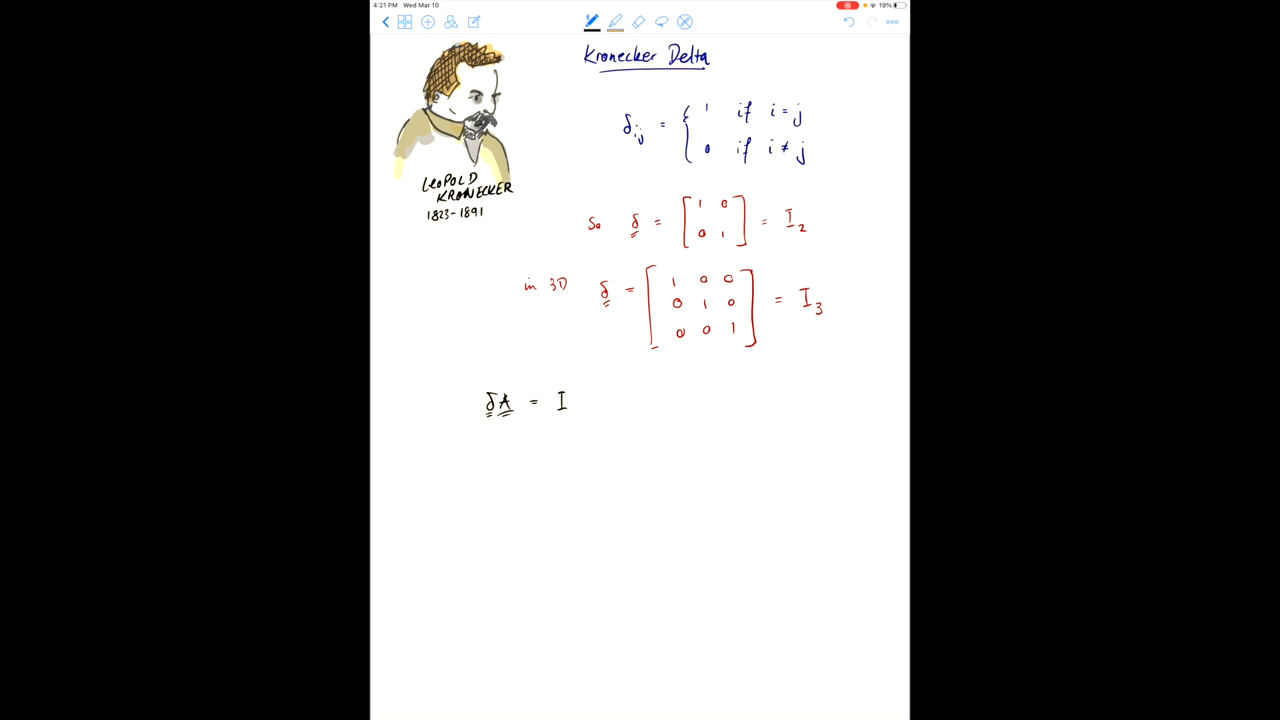 4:21 PM Wed Mar 10
19%
Kronecker Delta
δij = { 1 if i = j
0 if i ≠ j
LEOPOLD
KRONECKER
1823-1891
So δ = [ 1 0
0 1 ] = I2
in 3D δ = [ 1 0 0
0 1 0
0 0 1 ] = I3
δA = I